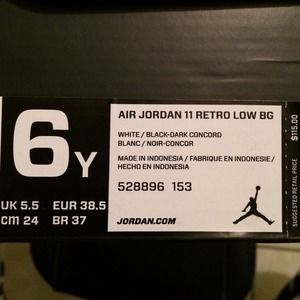 6Y
UK 5.5 EUR 38.5
CM 24 BR 37
AIR JORDAN 11 RETRO LOW BG
WHITE / BLACK-DARK CONCORD
BLANC / NOIR-CONCOR
MADE IN INDONESIA / FABRIQUE EN INDONESIE /
HECHO EN INDONESIA
528896 153
JORDAN.COM
SUGGESTED RETAIL PRICE $115.00